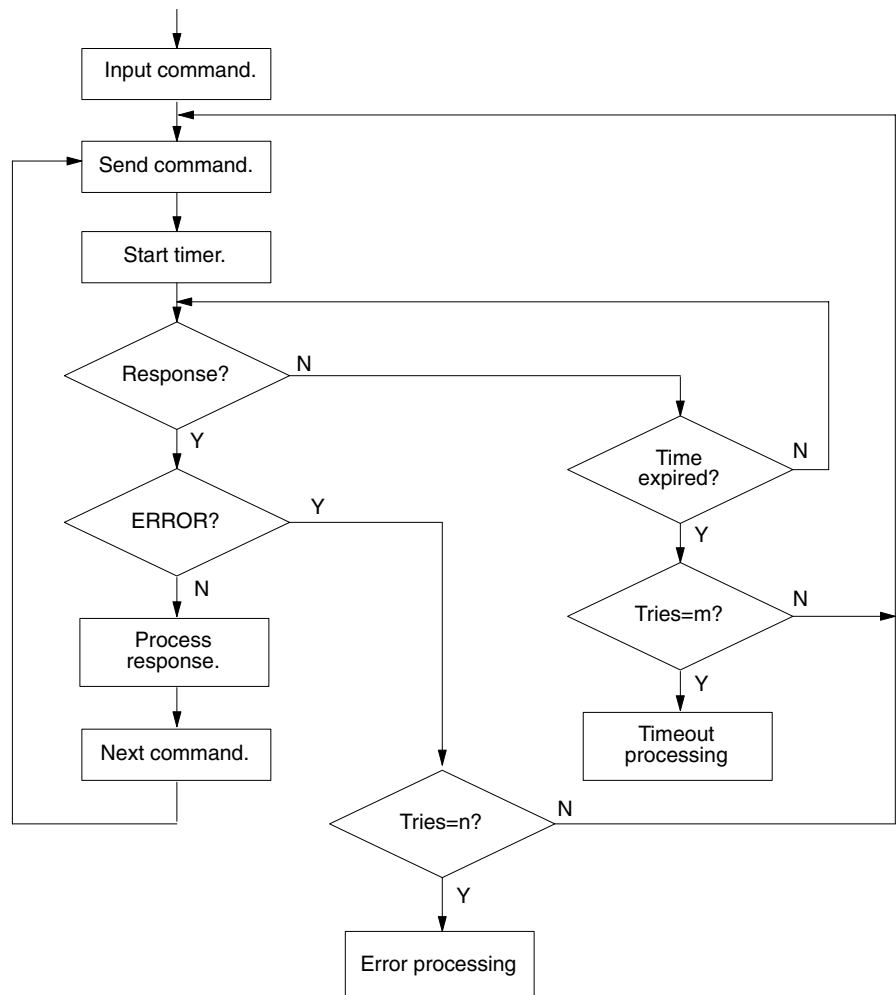 Input command.
Send command.
Start timer.
Response?
N
Y
Time
expired?
N
Y
ERROR?
Y
N
Tries=m?
N
Y
Process
response.
Timeout
processing
Next command.
Tries=n?
N
Y
Error processing